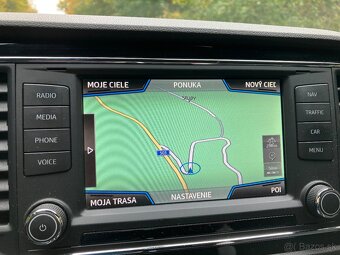 MOJE CIELE
PONUKA
NOVÝ CIEĽ
RADIO
MEDIA
PHONE
VOICE
NAV
TRAFFIC
CAR
MENU
MOJA TRASA
NASTAVENIE
POI